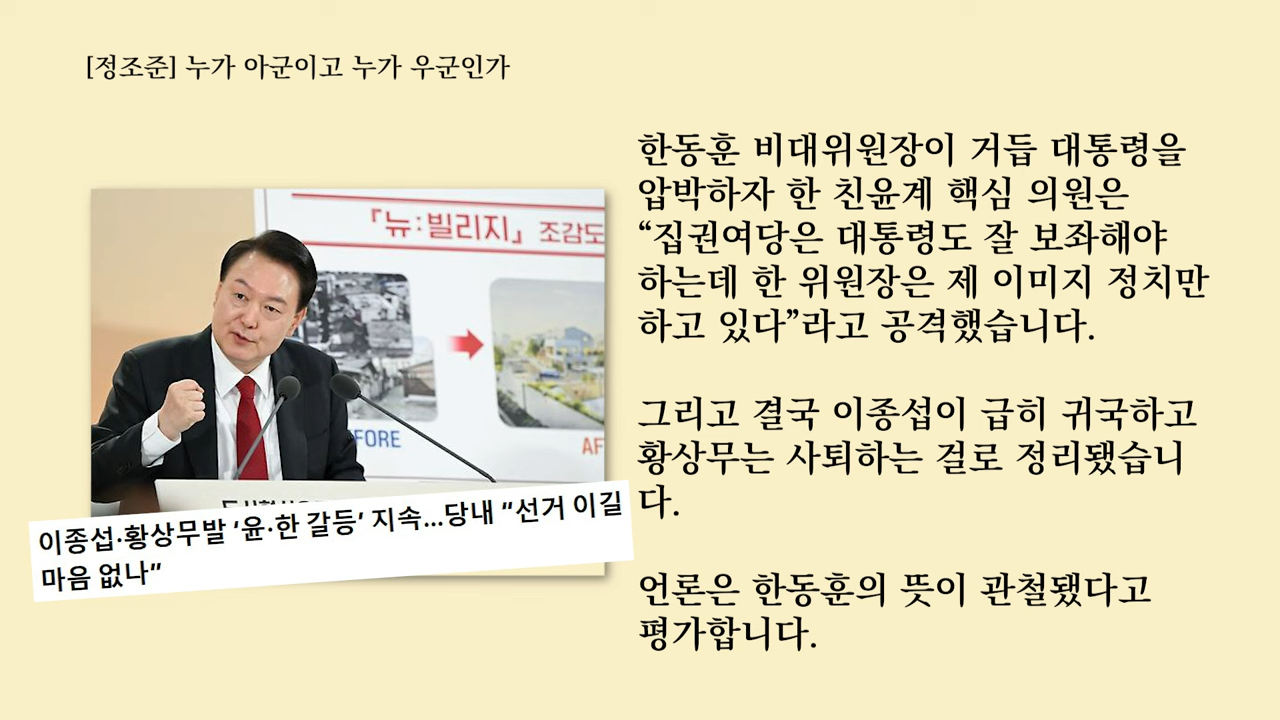 [정조준] 누가 아군이고 누가 우군인가
한동훈 비대위원장이 거듭 대통령을
압박하자 한 친윤계 핵심 의원은
“집권여당은 대통령도 잘 보좌해야
하는데 한 위원장은 제 이미지 정치만
하고 있다”라고 공격했습니다.
그리고 결국 이종섭이 급히 귀국하고
황상무는 사퇴하는 걸로 정리됐습니
다.
언론은 한동훈의 뜻이 관철됐다고
평가합니다.
『뉴:빌리지』 조감도
FORE
AF
이종섭·황상무발 ‘윤·한 갈등’ 지속...당내 “선거 이길
마음 없나”